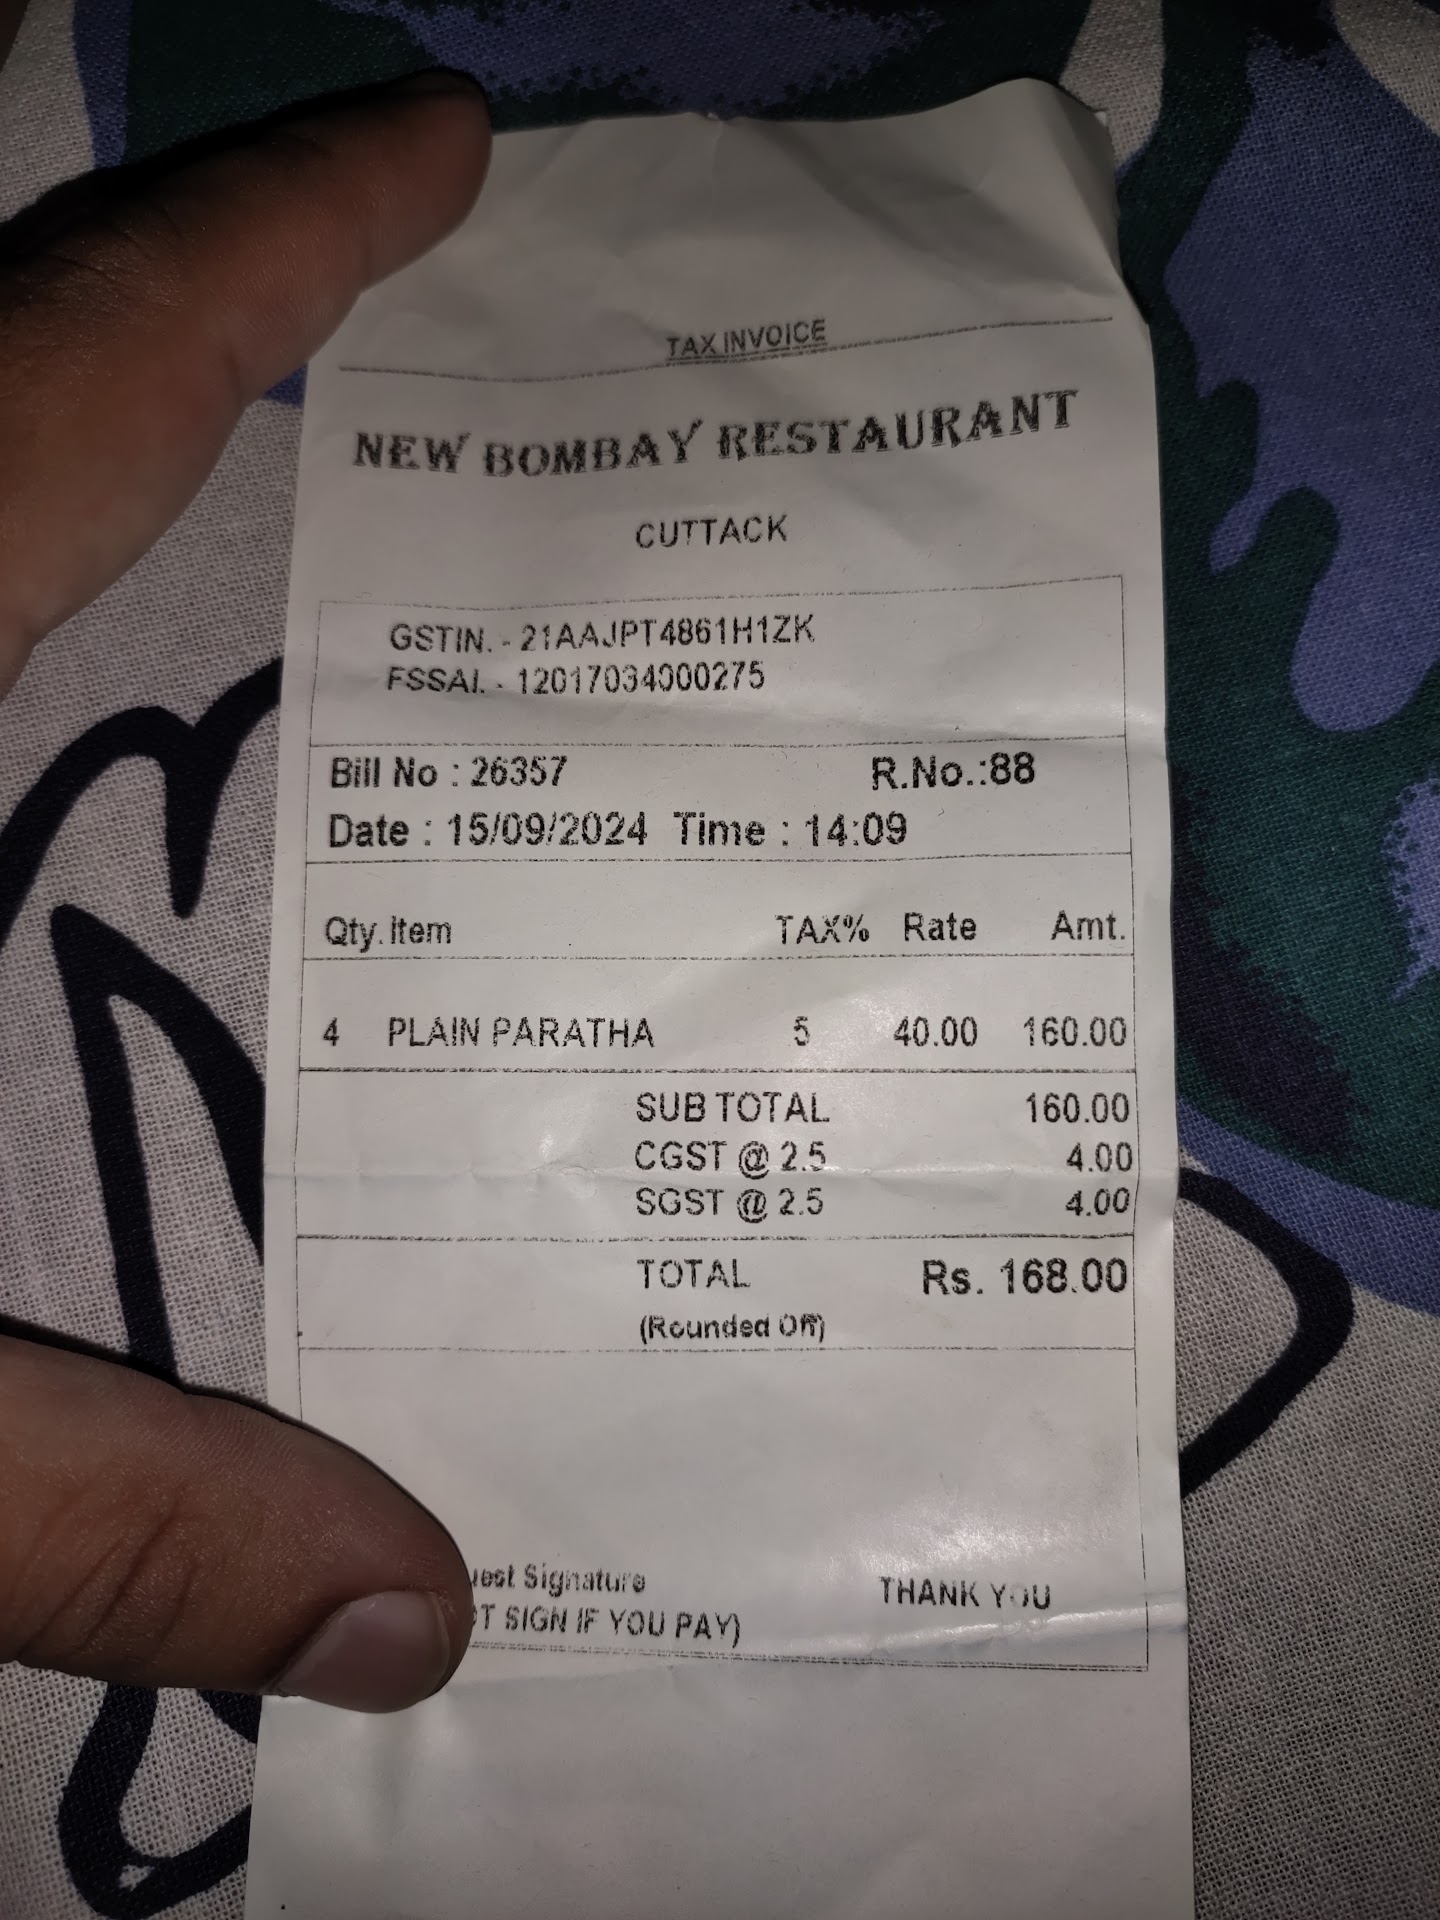 TAX INVOICE
NEW BOMBAY RESTAURANT
CUTTACK
GSTIN. - 21AAJPT4861H1ZK
FSSAI. - 12017034000275
Bill No : 26357 R.No.:88
Date : 15/09/2024 Time : 14:09
Qty. Item TAX% Rate Amt.
4 PLAIN PARATHA 5 40.00 160.00
SUB TOTAL 160.00
CGST @ 2.5 4.00
SGST @ 2.5 4.00
TOTAL Rs. 168.00
(Rounded Off)
Signature THANK YOU
SIGN IF YOU PAY)